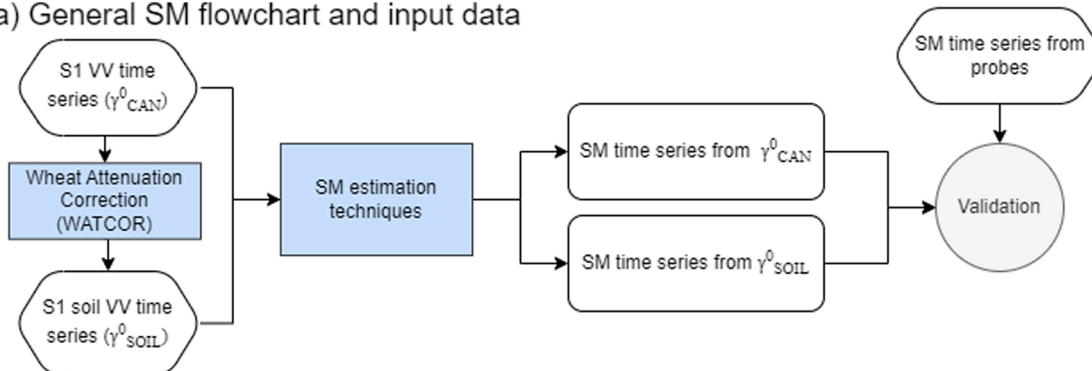 a) General SM flowchart and input data
S1 VV time
series (γ⁰CAN)
Wheat Attenuation
Correction
(WATCOR)
S1 soil VV time
series (γ⁰SOIL)
SM estimation
techniques
SM time series from γ⁰CAN
SM time series from γ⁰SOIL
SM time series from
probes
Validation